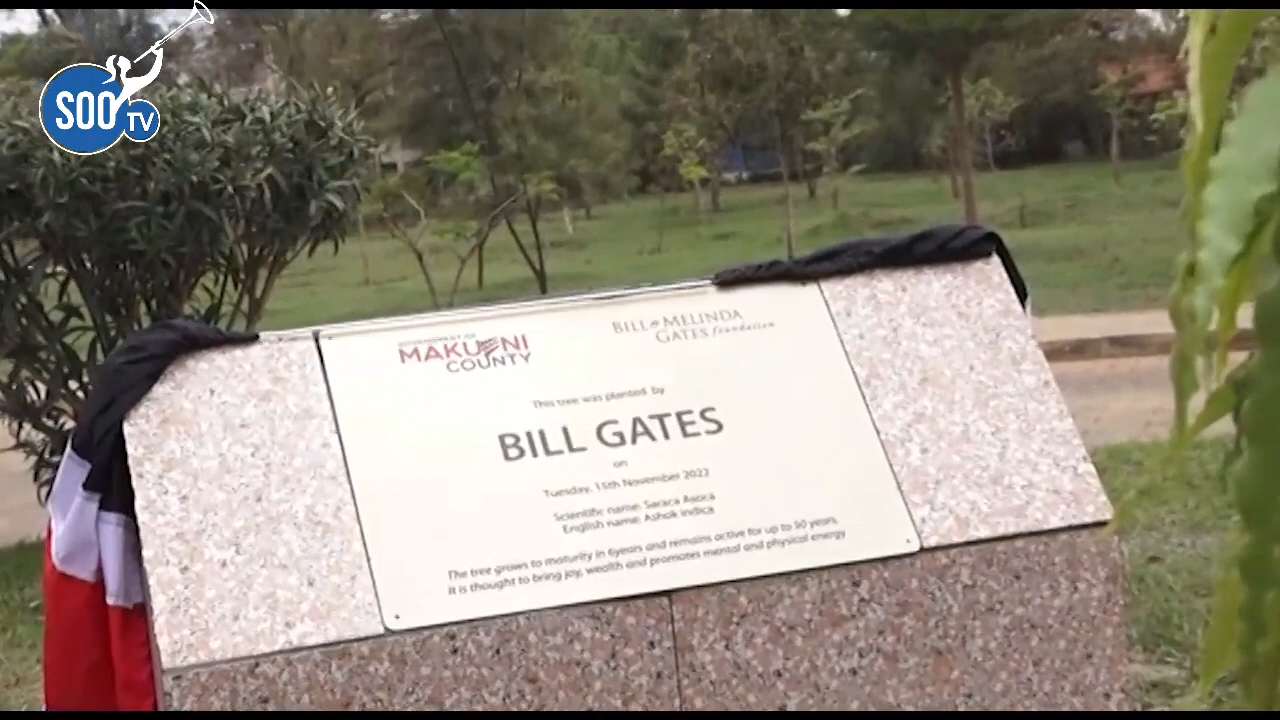 SOO TV
GOVERNMENT OF
MAKUENI
COUNTY
BILL & MELINDA
GATES foundation
This tree was planted by
BILL GATES
on
Tuesday, 15th November 2022
Scientific name: Saraca Asoca
English name: Ashok indica
The tree grows to maturity in 6years and remains active for up to 50 years.
It is thought to bring joy, wealth and promotes mental and physical energy